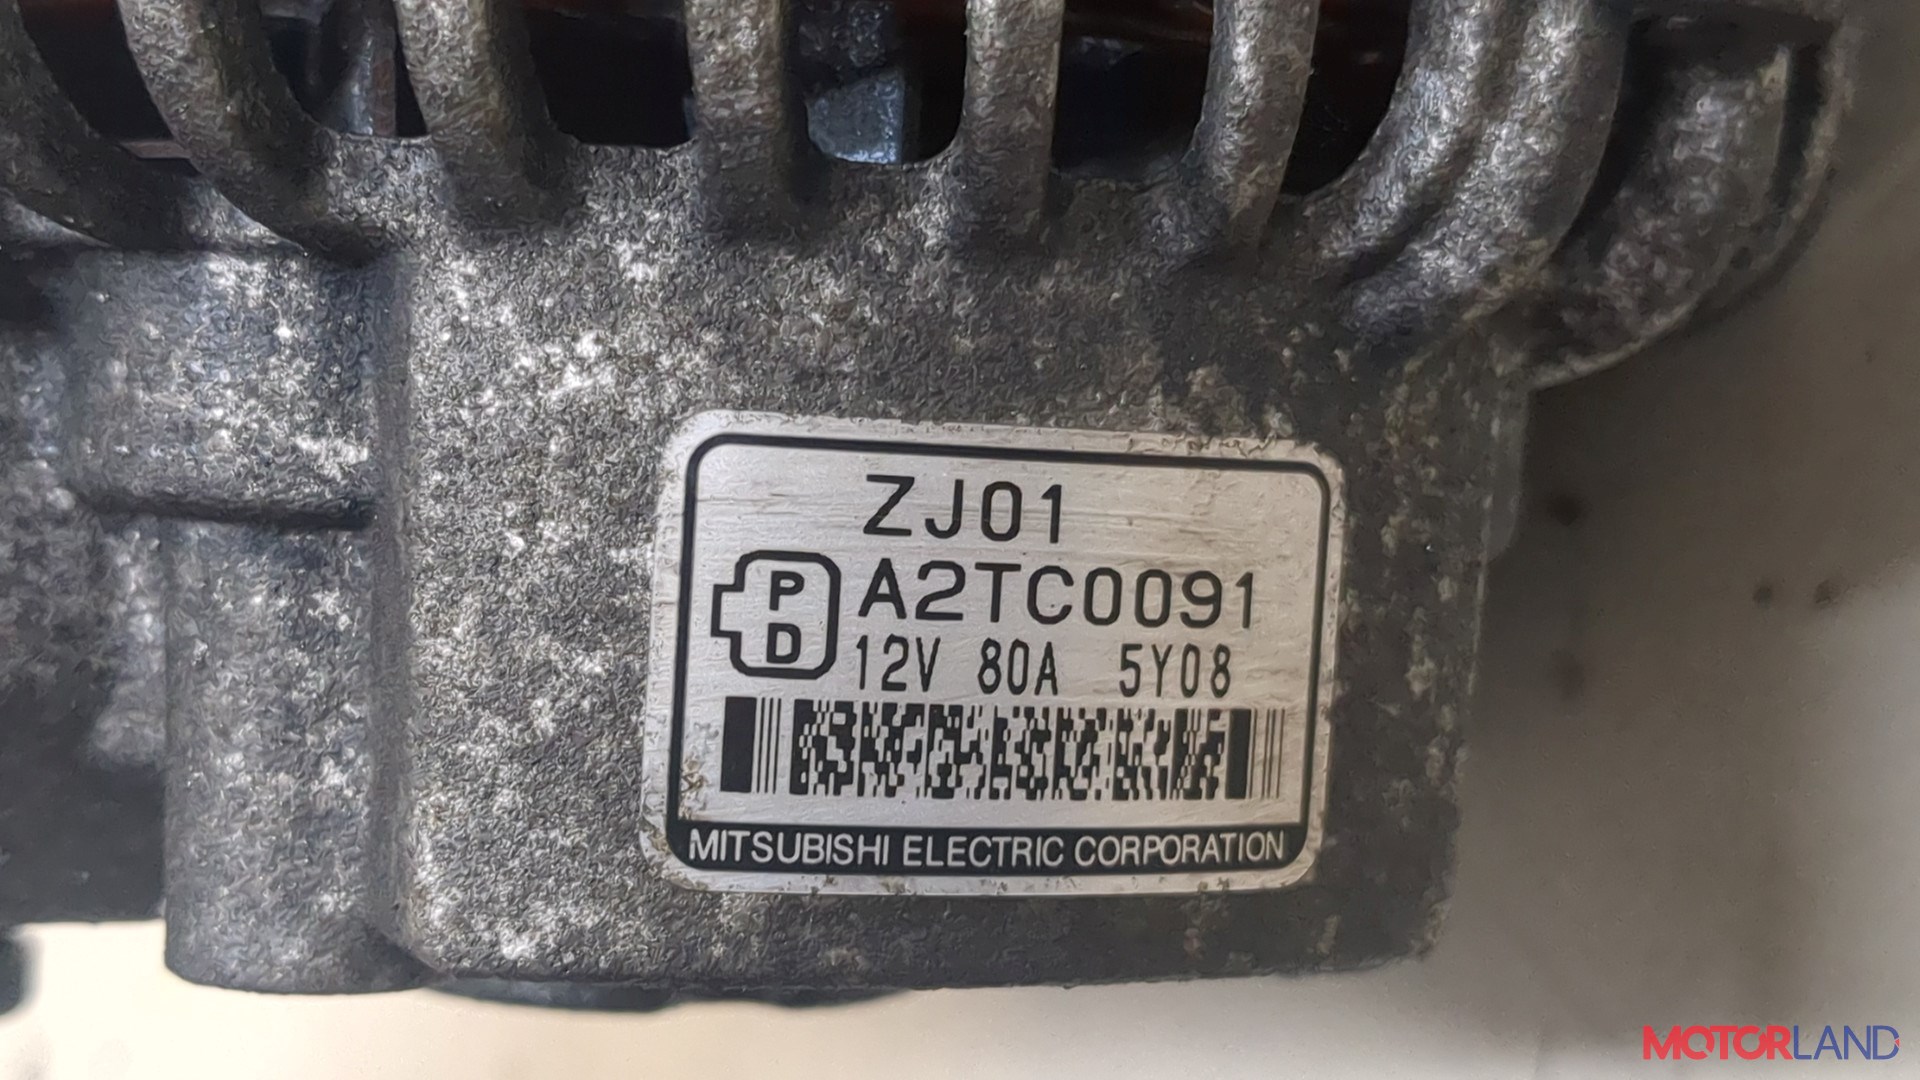 ZJ01
P
D
A2TC0091
12V 80A 5Y08
MITSUBISHI ELECTRIC CORPORATION
MOTORLAND